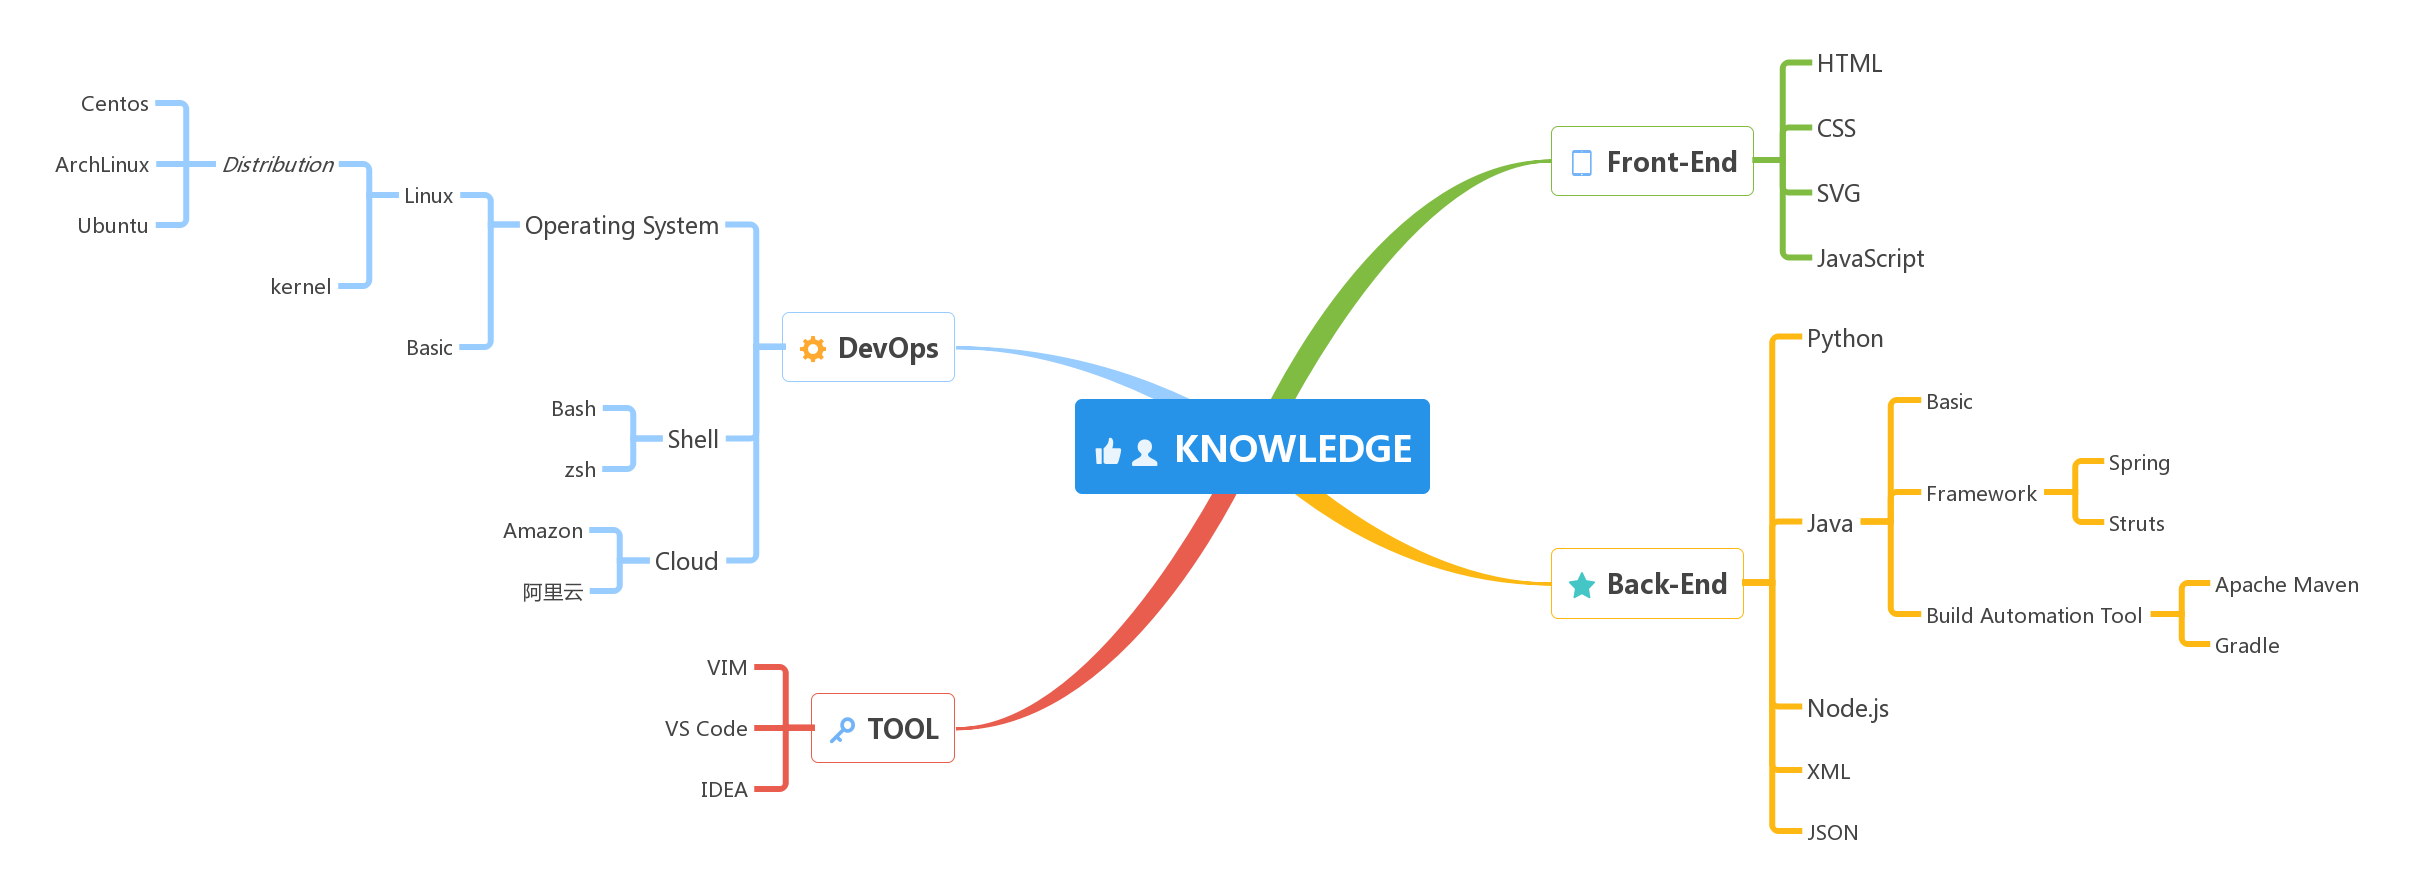 KNOWLEDGE
Front-End
HTML
CSS
SVG
JavaScript
Back-End
Python
Java
Basic
Framework
Spring
Struts
Build Automation Tool
Apache Maven
Gradle
Node.js
XML
JSON
DevOps
Operating System
Linux
Distribution
Centos
ArchLinux
Ubuntu
kernel
Basic
Shell
Bash
zsh
Cloud
Amazon
阿里云
TOOL
VIM
VS Code
IDEA